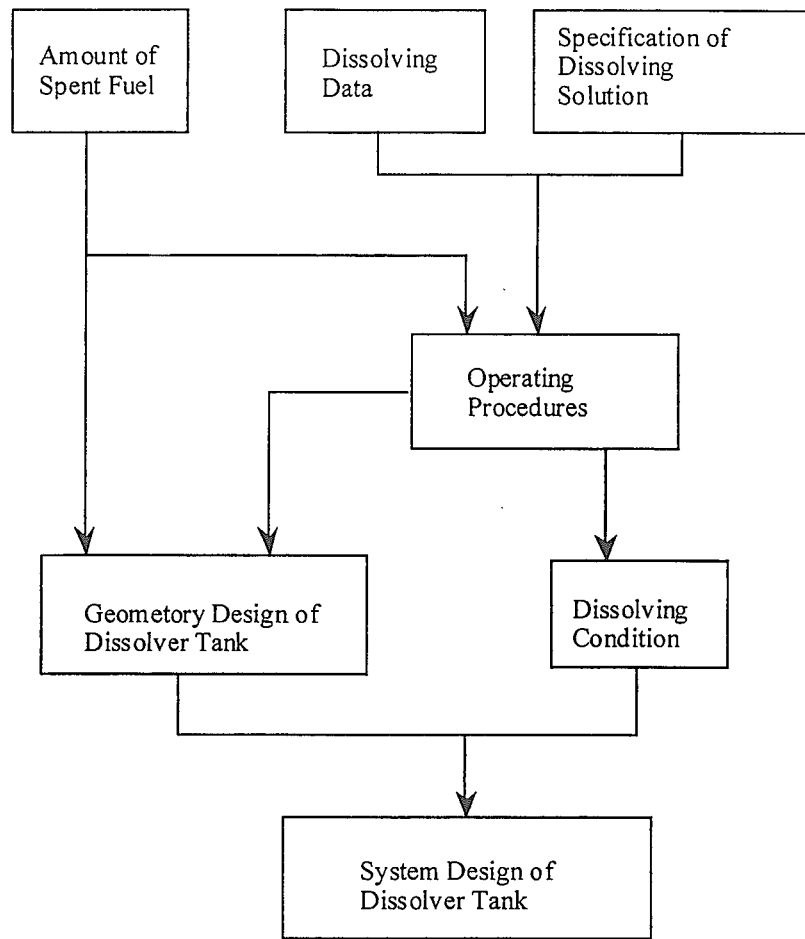 Amount of
Spent Fuel
Dissolving
Data
Specification of
Dissolving
Solution
Operating
Procedures
Geometory Design of
Dissolver Tank
Dissolving
Condition
System Design of
Dissolver Tank